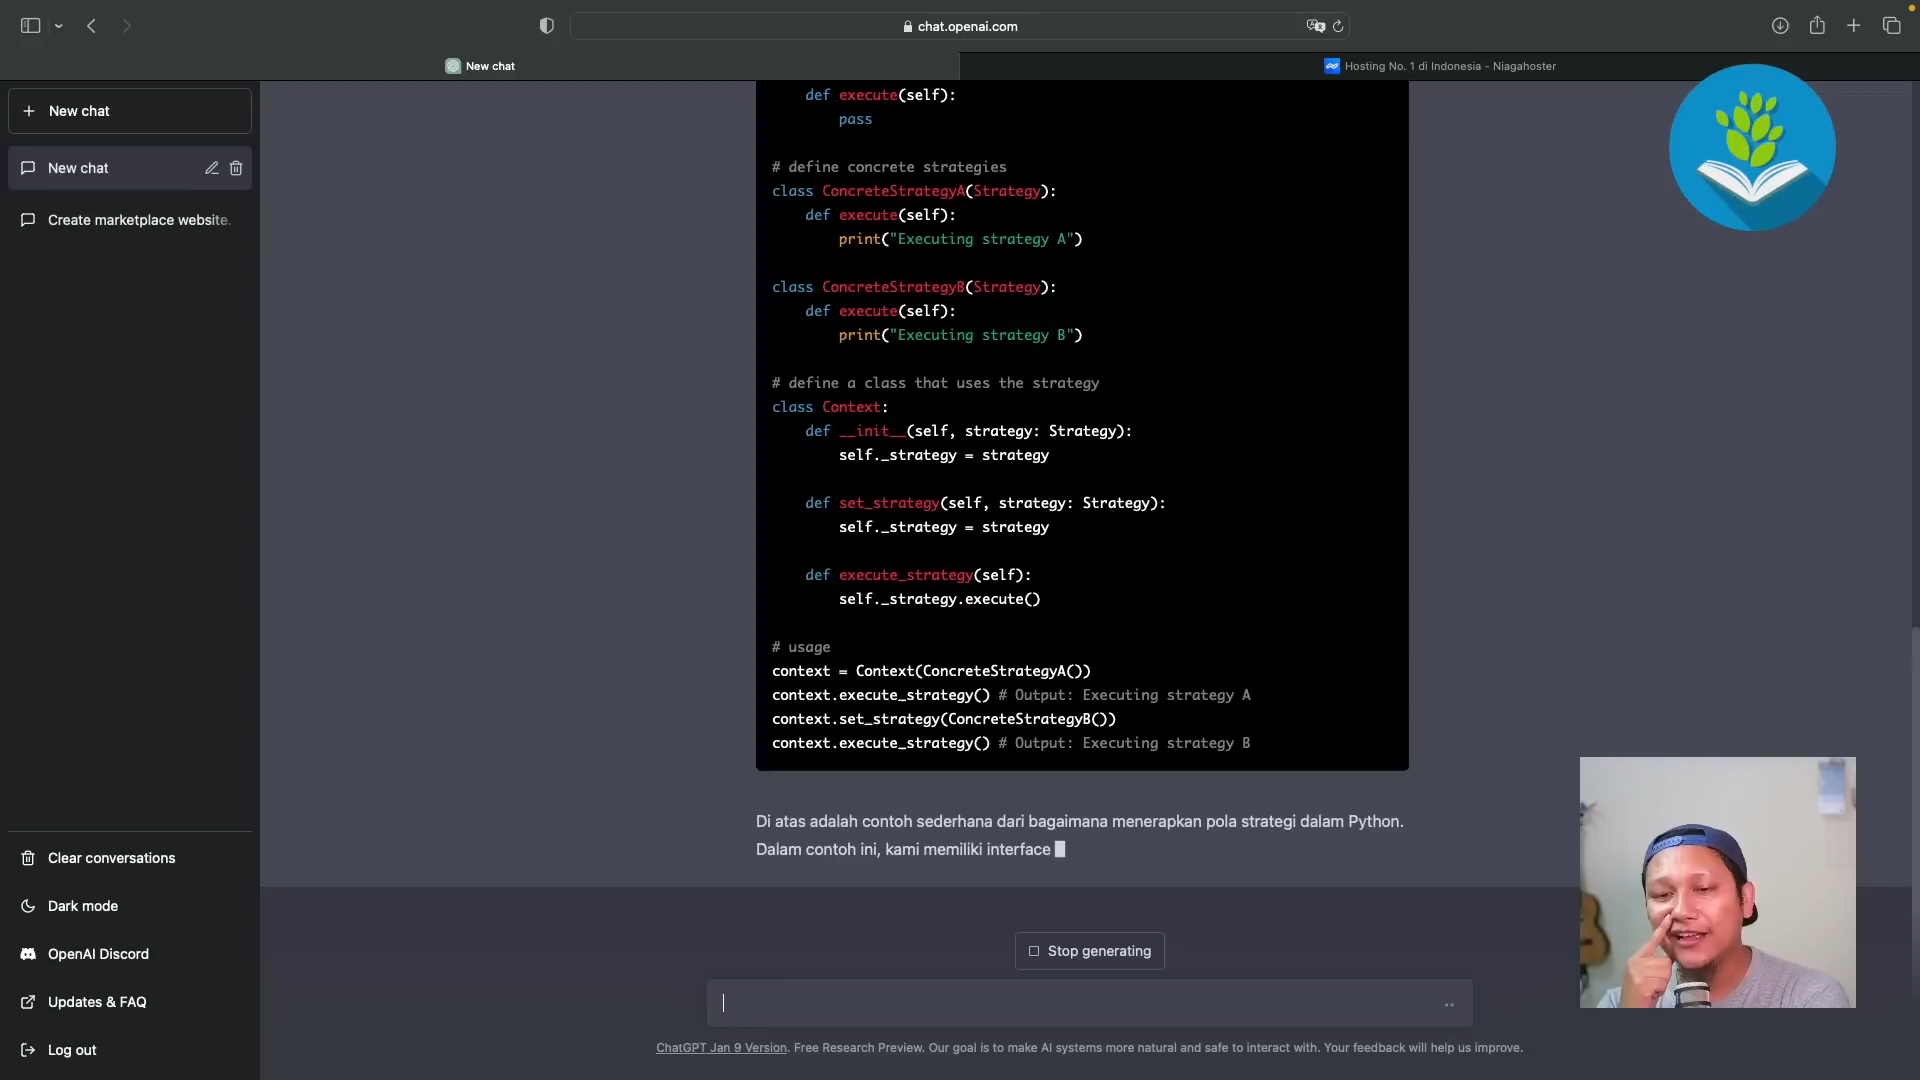 chat.openai.com
New chat
Hosting No. 1 di Indonesia - Niagahoster
New chat
New chat
Create marketplace website.
Clear conversations
Dark mode
OpenAI Discord
Updates & FAQ
Log out
def execute(self):
pass
# define concrete strategies
class ConcreteStrategyA(Strategy):
def execute(self):
print("Executing strategy A")
class ConcreteStrategyB(Strategy):
def execute(self):
print("Executing strategy B")
# define a class that uses the strategy
class Context:
def __init__(self, strategy: Strategy):
self._strategy = strategy
def set_strategy(self, strategy: Strategy):
self._strategy = strategy
def execute_strategy(self):
self._strategy.execute()
# usage
context = Context(ConcreteStrategyA())
context.execute_strategy() # Output: Executing strategy A
context.set_strategy(ConcreteStrategyB())
context.execute_strategy() # Output: Executing strategy B
Di atas adalah contoh sederhana dari bagaimana menerapkan pola strategi dalam Python.
Dalam contoh ini, kami memiliki interface
Stop generating
ChatGPT Jan 9 Version. Free Research Preview. Our goal is to make AI systems more natural and safe to interact with. Your feedback will help us improve.